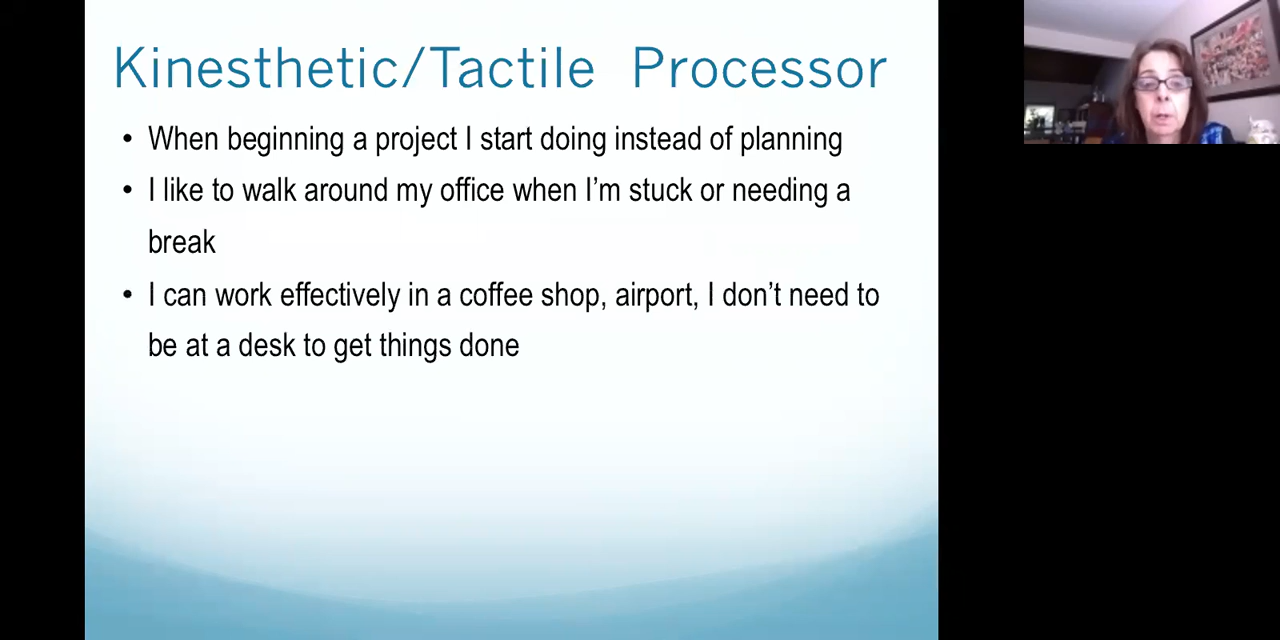 Kinesthetic/Tactile Processor
• When beginning a project I start doing instead of planning
• I like to walk around my office when I’m stuck or needing a
break
• I can work effectively in a coffee shop, airport, I don’t need to
be at a desk to get things done